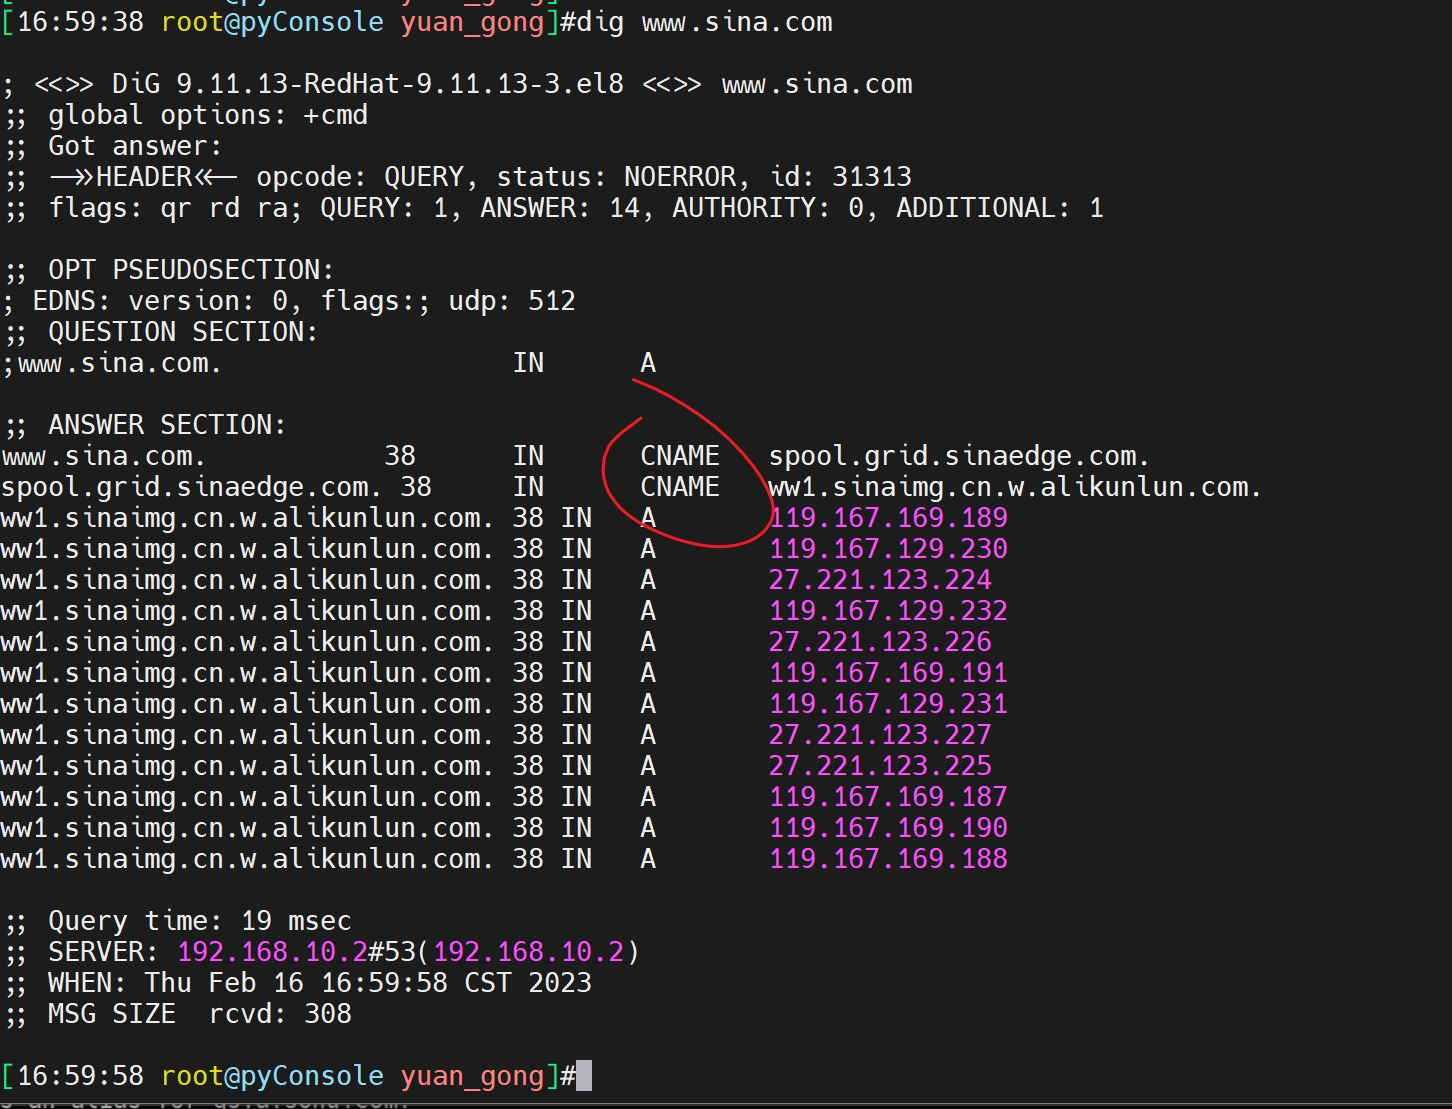 [16:59:38 root@pyConsole yuan_gong]#dig www.sina.com
; <<>> DiG 9.11.13-RedHat-9.11.13-3.el8 <<>> www.sina.com
;; global options: +cmd
;; Got answer:
;; ->>HEADER<<- opcode: QUERY, status: NOERROR, id: 31313
;; flags: qr rd ra; QUERY: 1, ANSWER: 14, AUTHORITY: 0, ADDITIONAL: 1
;; OPT PSEUDOSECTION:
; EDNS: version: 0, flags:; udp: 512
;; QUESTION SECTION:
;www.sina.com. IN A
;; ANSWER SECTION:
www.sina.com. 38 IN CNAME spool.grid.sinaedge.com.
spool.grid.sinaedge.com. 38 IN CNAME ww1.sinaimg.cn.w.alikunlun.com.
ww1.sinaimg.cn.w.alikunlun.com. 38 IN A 119.167.169.189
ww1.sinaimg.cn.w.alikunlun.com. 38 IN A 119.167.129.230
ww1.sinaimg.cn.w.alikunlun.com. 38 IN A 27.221.123.224
ww1.sinaimg.cn.w.alikunlun.com. 38 IN A 119.167.129.232
ww1.sinaimg.cn.w.alikunlun.com. 38 IN A 27.221.123.226
ww1.sinaimg.cn.w.alikunlun.com. 38 IN A 119.167.169.191
ww1.sinaimg.cn.w.alikunlun.com. 38 IN A 119.167.129.231
ww1.sinaimg.cn.w.alikunlun.com. 38 IN A 27.221.123.227
ww1.sinaimg.cn.w.alikunlun.com. 38 IN A 27.221.123.225
ww1.sinaimg.cn.w.alikunlun.com. 38 IN A 119.167.169.187
ww1.sinaimg.cn.w.alikunlun.com. 38 IN A 119.167.169.190
ww1.sinaimg.cn.w.alikunlun.com. 38 IN A 119.167.169.188
;; Query time: 19 msec
;; SERVER: 192.168.10.2#53(192.168.10.2)
;; WHEN: Thu Feb 16 16:59:58 CST 2023
;; MSG SIZE rcvd: 308
[16:59:58 root@pyConsole yuan_gong]#